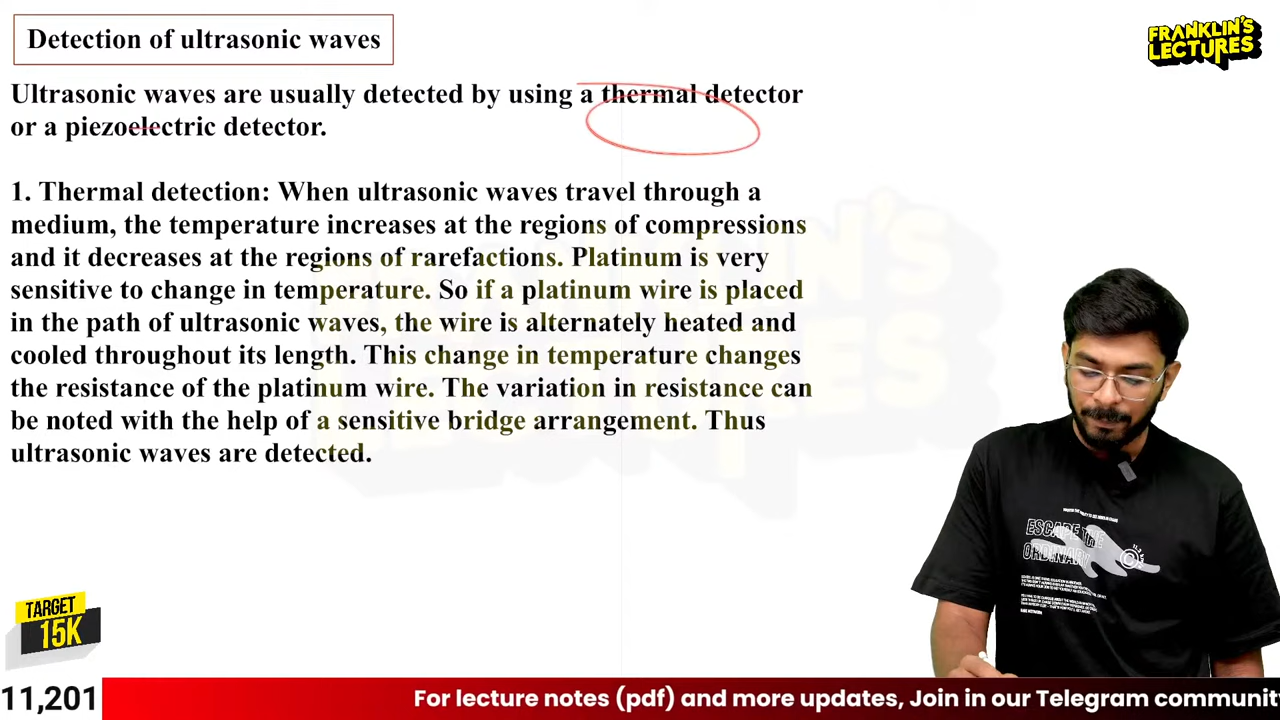 Detection of ultrasonic waves
FRANKLIN'S
LECTURES
Ultrasonic waves are usually detected by using a thermal detector
or a piezoelectric detector.
1. Thermal detection: When ultrasonic waves travel through a
medium, the temperature increases at the regions of compressions
and it decreases at the regions of rarefactions. Platinum is very
sensitive to change in temperature. So if a platinum wire is placed
in the path of ultrasonic waves, the wire is alternately heated and
cooled throughout its length. This change in temperature changes
the resistance of the platinum wire. The variation in resistance can
be noted with the help of a sensitive bridge arrangement. Thus
ultrasonic waves are detected.
ESCAPE THE
ORDINARY
TARGET
15K
11,201
For lecture notes (pdf) and more updates, Join in our Telegram community